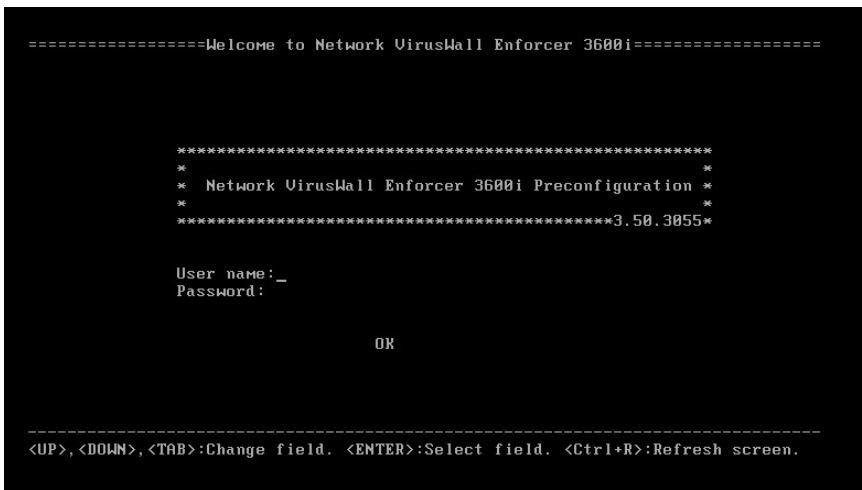 ==================Welcome to Network VirusWall Enforcer 3600i===================
******************************************************
* *
* Network VirusWall Enforcer 3600i Preconfiguration *
* *
********************************************3.50.3055*
User name:_
Password:
OK
--------------------------------------------------------------------------------
<UP>,<DOWN>,<TAB>:Change field. <ENTER>:Select field. <Ctrl+R>:Refresh screen.